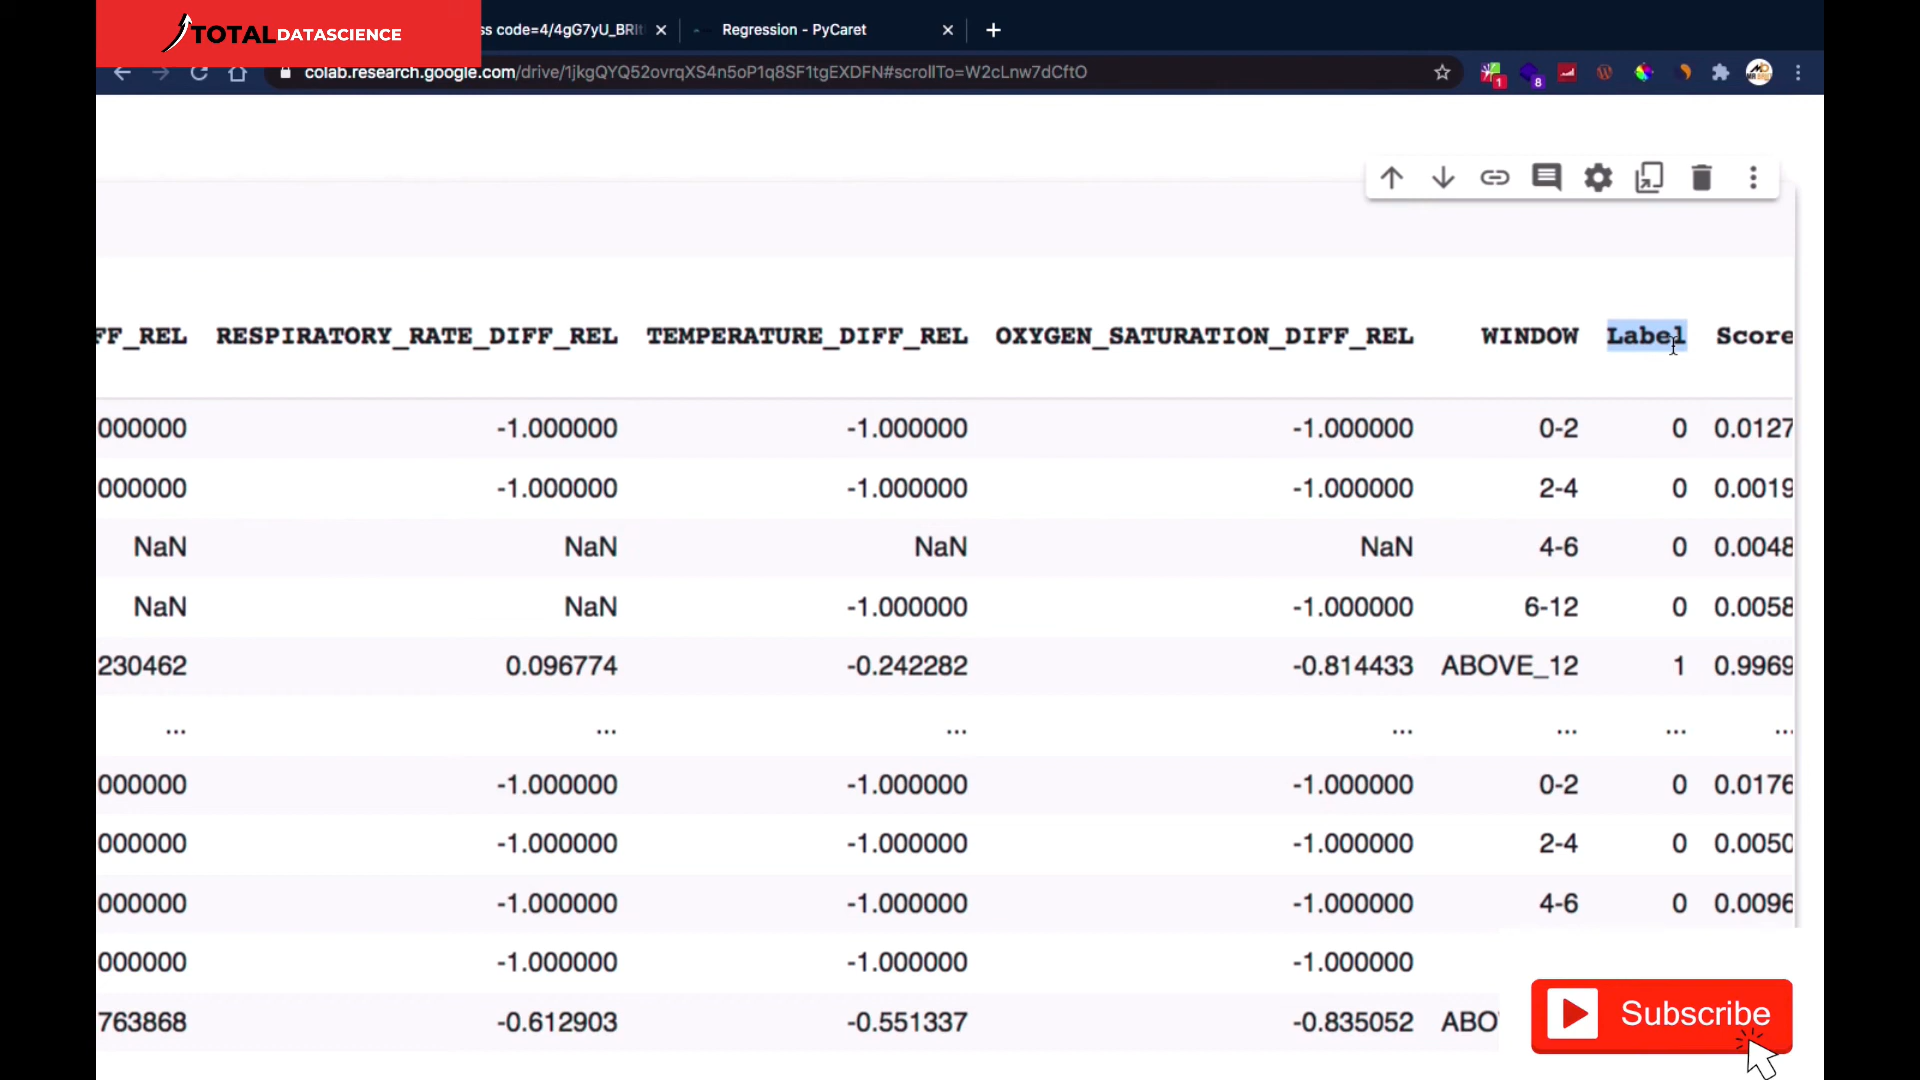 TOTAL DATASCIENCE
ss code=4/4gG7yU_BRIt
Regression - PyCaret
colab.research.google.com/drive/1jkgQYQ52ovrqXS4n5oP1q8SF1tgEXDFN#scrollTo=W2cLnw7dCftO
1
8
FF_REL RESPIRATORY_RATE_DIFF_REL TEMPERATURE_DIFF_REL OXYGEN_SATURATION_DIFF_REL WINDOW Label Score
000000 -1.000000 -1.000000 -1.000000 0-2 0 0.0127
000000 -1.000000 -1.000000 -1.000000 2-4 0 0.0019
NaN NaN NaN NaN 4-6 0 0.0048
NaN NaN -1.000000 -1.000000 6-12 0 0.0058
230462 0.096774 -0.242282 -0.814433 ABOVE_12 1 0.9969
... ... ... ... ... ... ...
000000 -1.000000 -1.000000 -1.000000 0-2 0 0.0176
000000 -1.000000 -1.000000 -1.000000 2-4 0 0.0050
000000 -1.000000 -1.000000 -1.000000 4-6 0 0.0096
000000 -1.000000 -1.000000 -1.000000
763868 -0.612903 -0.551337 -0.835052 ABO
Subscribe